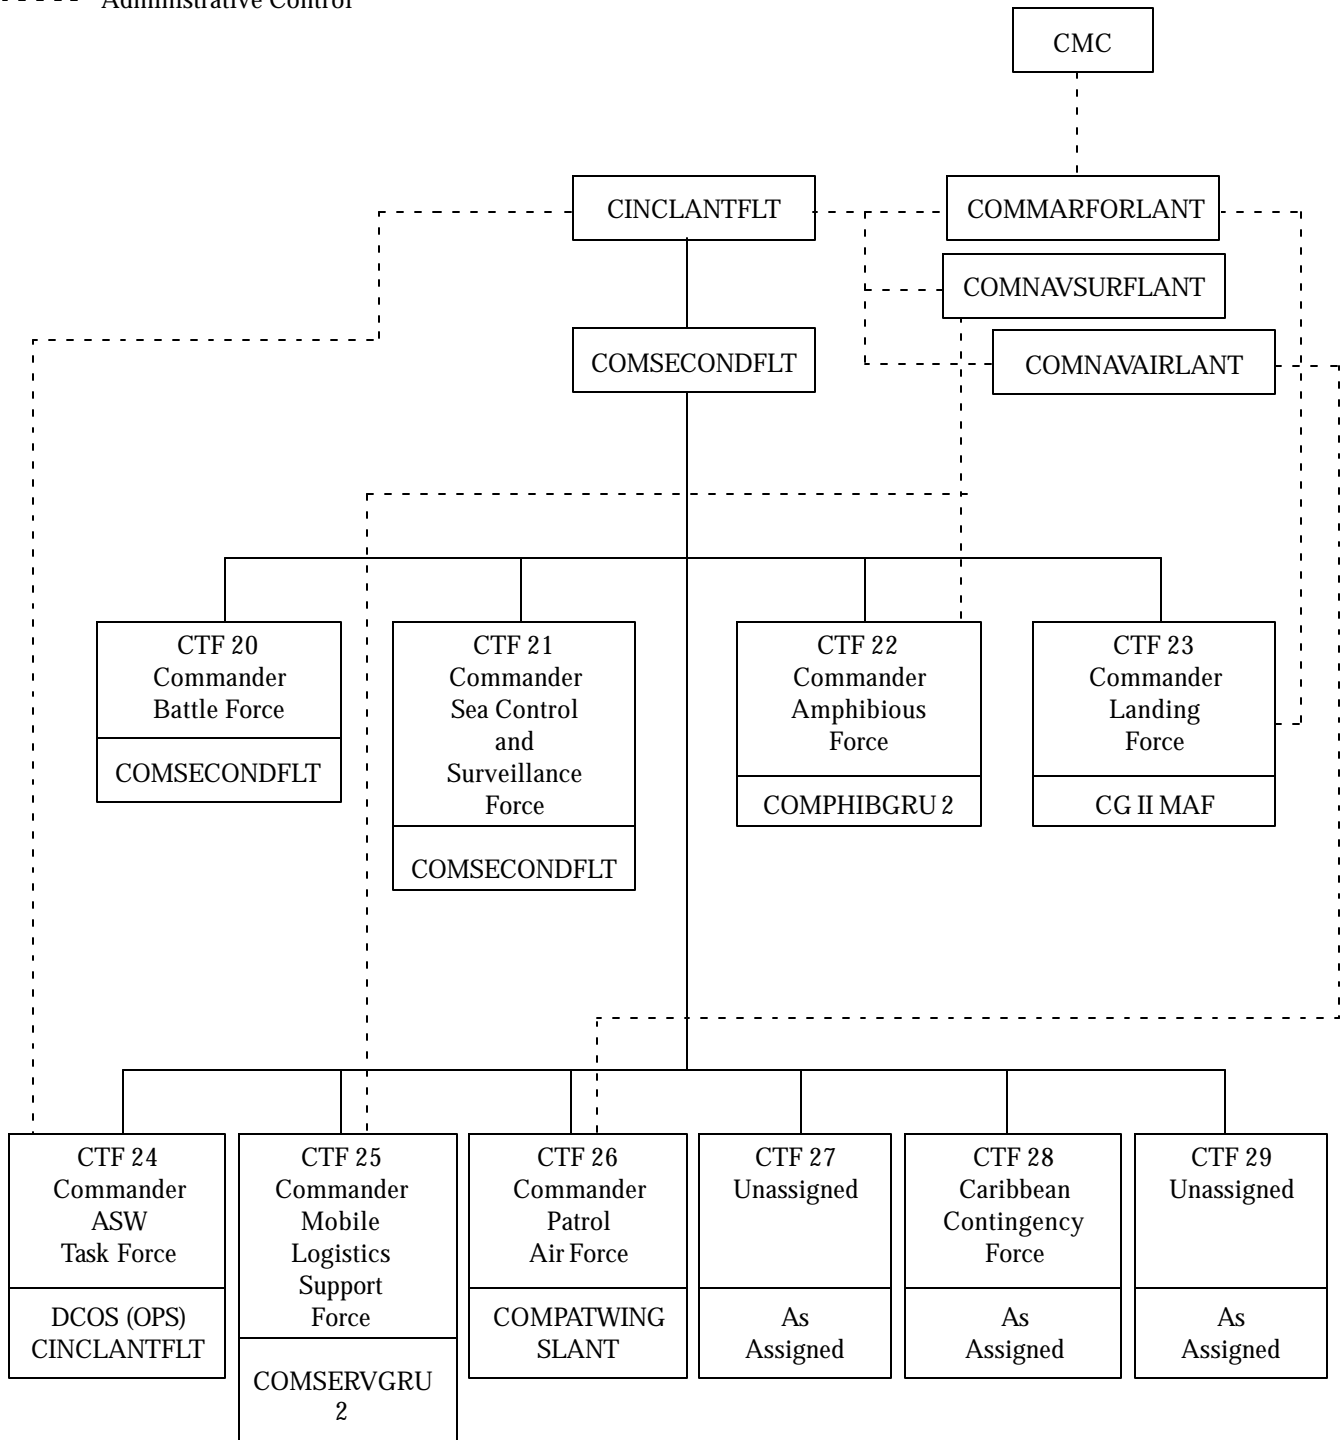 Administrative Control
CMC
CINCLANTFLT
COMMARFORLANT
COMNAVSURFLANT
COMSECONDFLT
COMNAVAIRLANT
CTF 20
Commander
Battle Force
COMSECONDFLT
CTF 21
Commander
Sea Control
and
Surveillance
Force
COMSECONDFLT
CTF 22
Commander
Amphibious
Force
COMPHIBGRU 2
CTF 23
Commander
Landing
Force
CG II MAF
CTF 24
Commander
ASW
Task Force
DCOS (OPS)
CINCLANTFLT
CTF 25
Commander
Mobile
Logistics
Support
Force
COMSERVGRU
2
CTF 26
Commander
Patrol
Air Force
COMPATWING
SLANT
CTF 27
Unassigned
As
Assigned
CTF 28
Caribbean
Contingency
Force
As
Assigned
CTF 29
Unassigned
As
Assigned